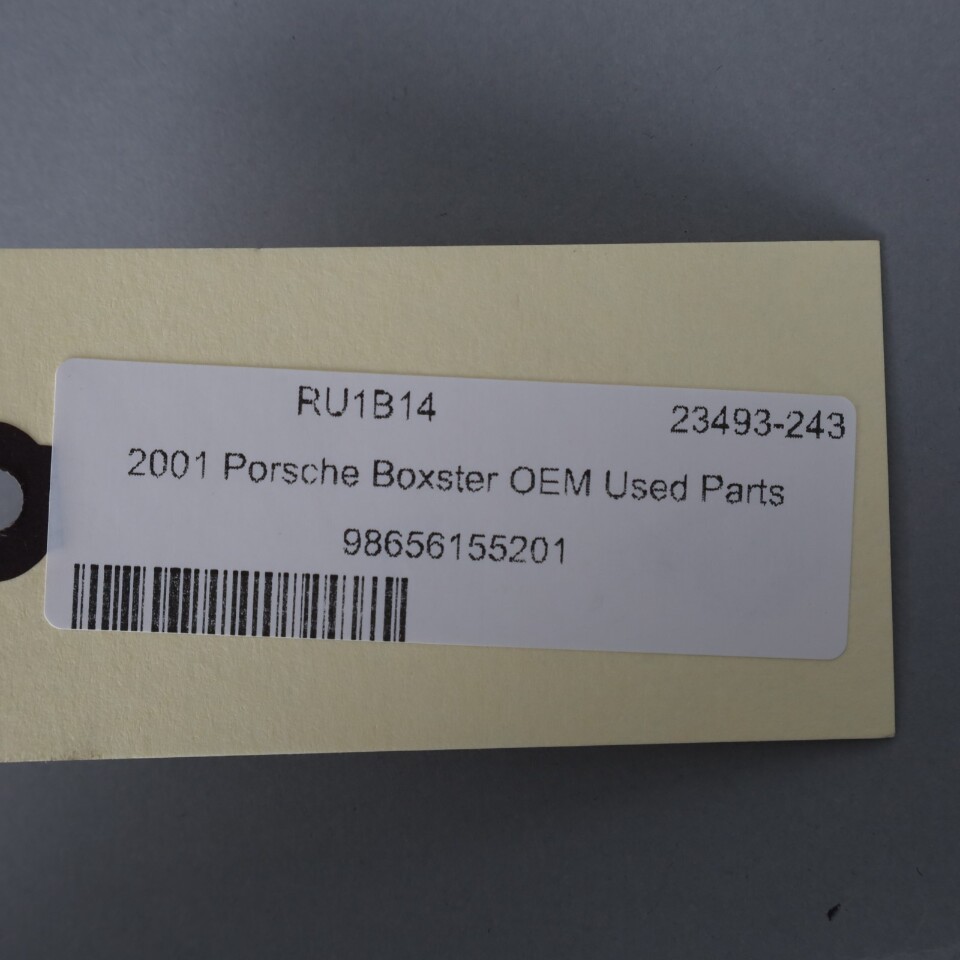 RU1B14 23493-243
2001 Porsche Boxster OEM Used Parts
98656155201